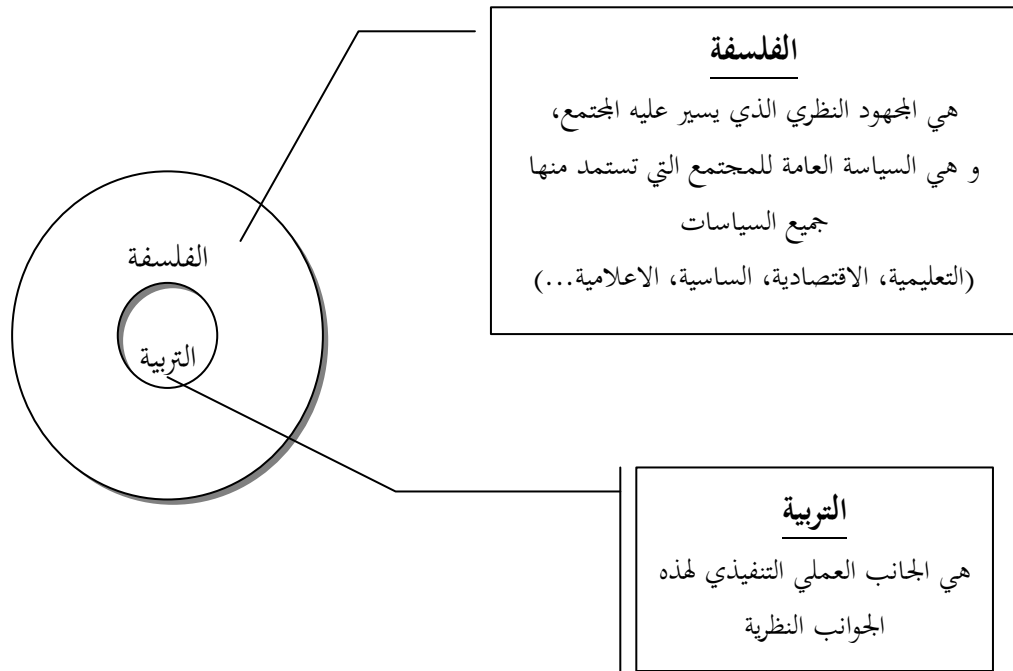 الفلسفة
هي المجهود النظري الذي يسير عليه المجتمع،
و هي السياسة العامة للمجتمع التي تستمد منها
جميع السياسات
(التعليمية، الاقتصادية، الساسية، الاعلامية...)
الفلسفة
التربية
التربية
هي الجانب العملي التنفيذي لهذه
الجوانب النظرية